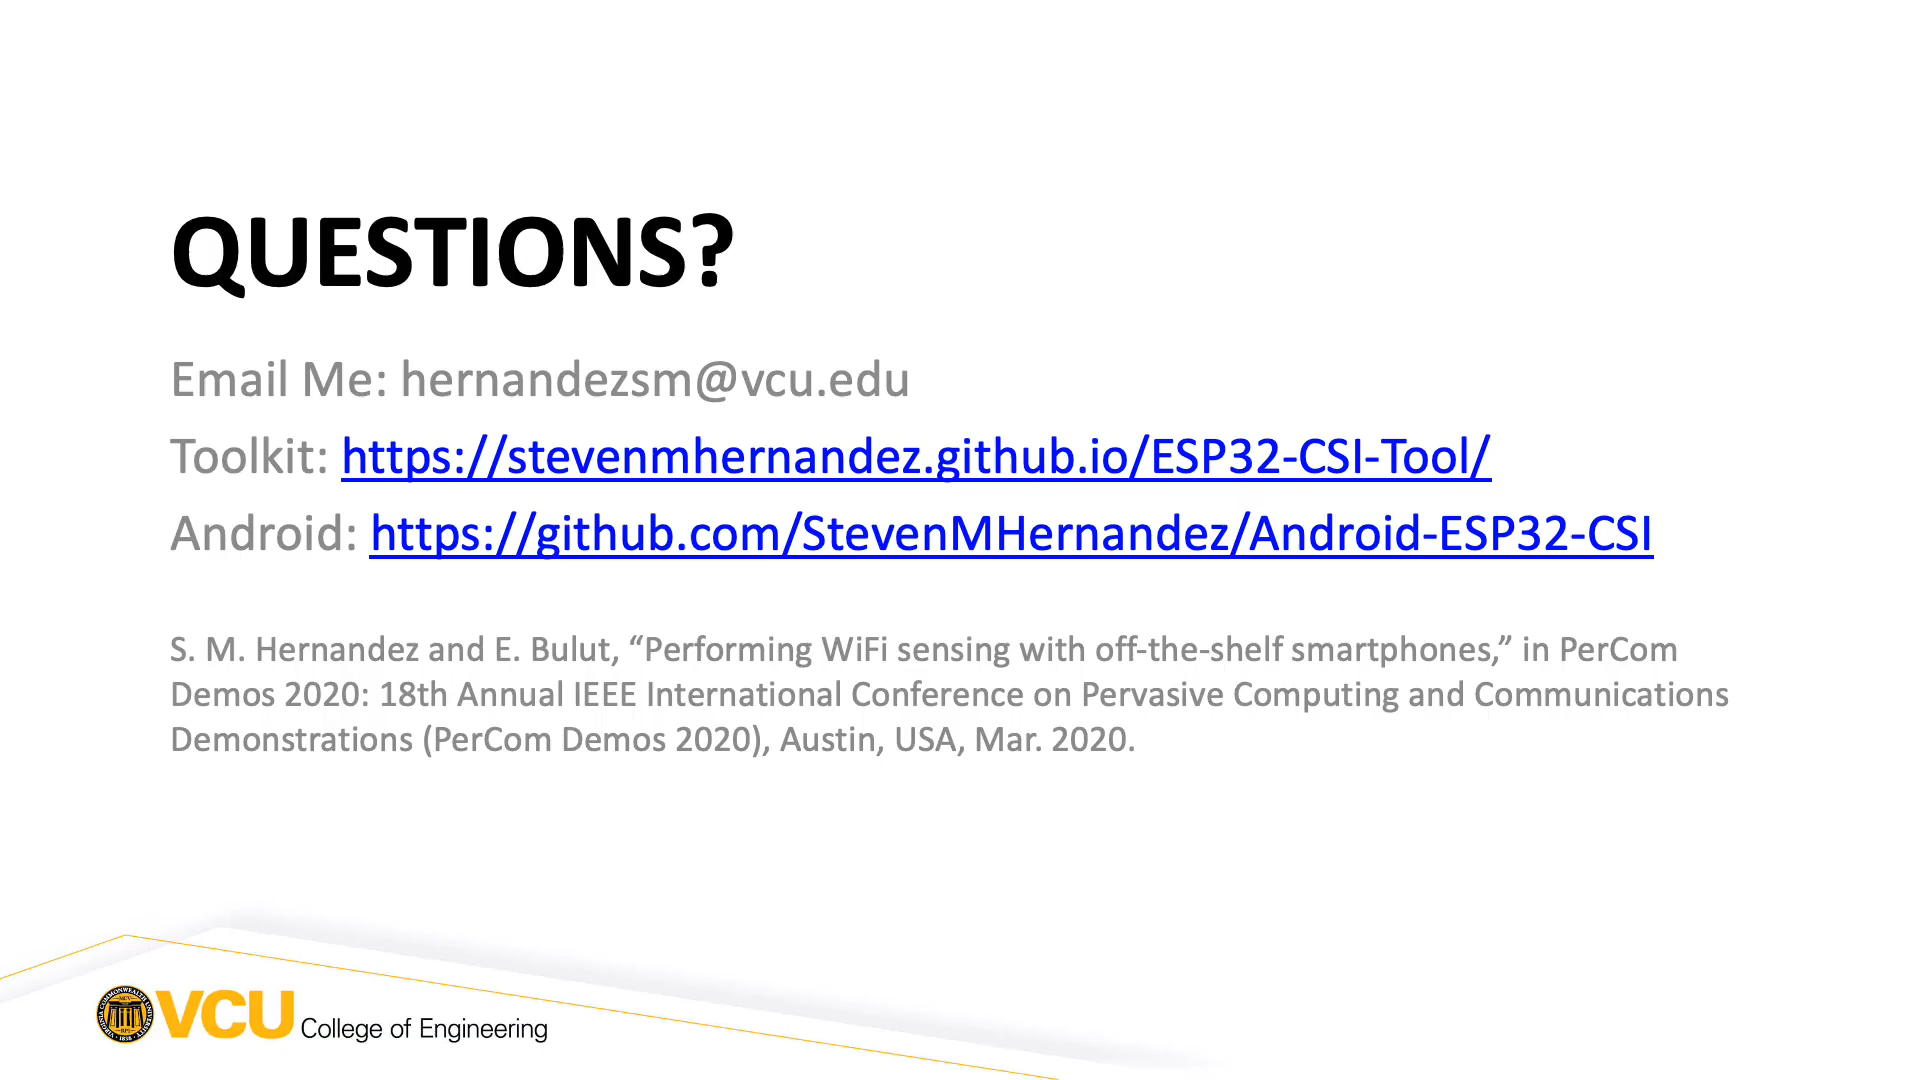 QUESTIONS?
Email Me: hernandezsm@vcu.edu
Toolkit: https://stevenmhernandez.github.io/ESP32-CSI-Tool/
Android: https://github.com/StevenMHernandez/Android-ESP32-CSI
S. M. Hernandez and E. Bulut, “Performing WiFi sensing with off-the-shelf smartphones,” in PerCom
Demos 2020: 18th Annual IEEE International Conference on Pervasive Computing and Communications
Demonstrations (PerCom Demos 2020), Austin, USA, Mar. 2020.
VCU College of Engineering